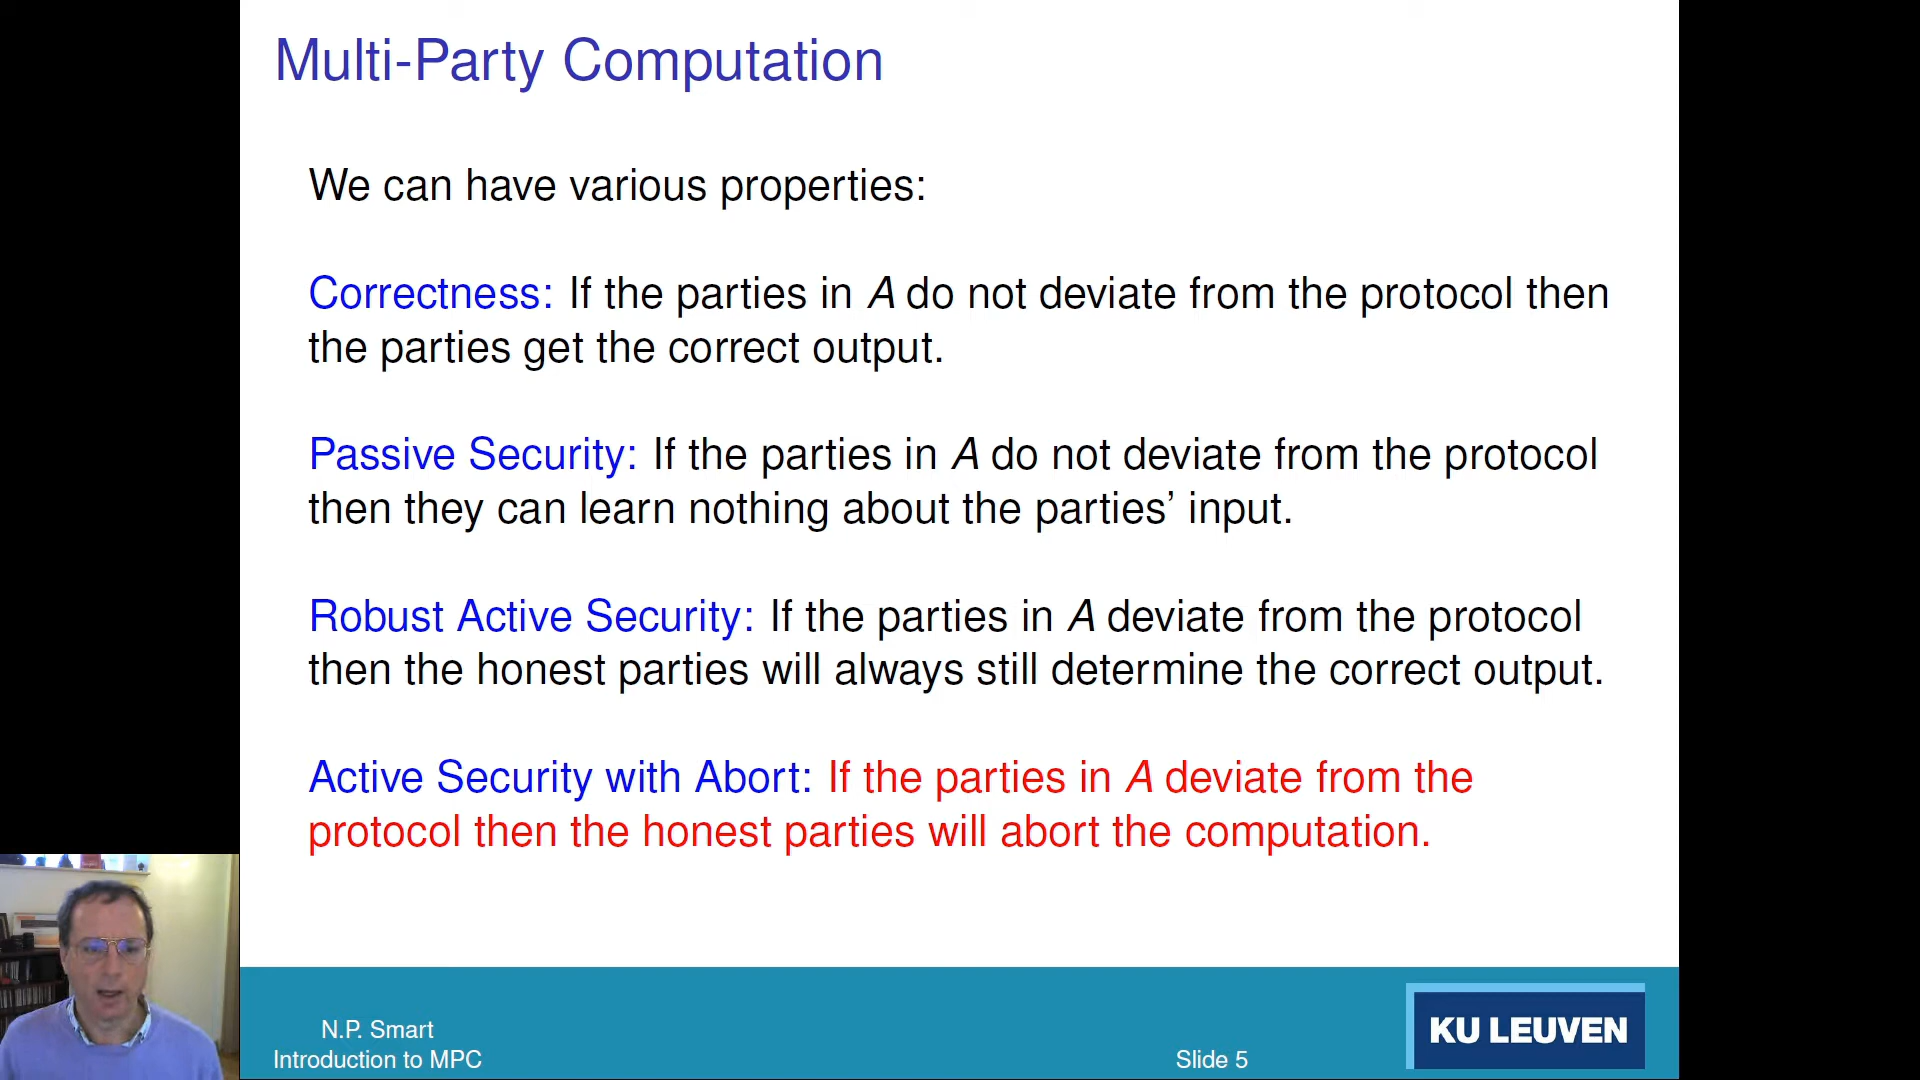 Multi-Party Computation
We can have various properties:
Correctness: If the parties in A do not deviate from the protocol then
the parties get the correct output.
Passive Security: If the parties in A do not deviate from the protocol
then they can learn nothing about the parties’ input.
Robust Active Security: If the parties in A deviate from the protocol
then the honest parties will always still determine the correct output.
Active Security with Abort: If the parties in A deviate from the
protocol then the honest parties will abort the computation.
N.P. Smart
Introduction to MPC
Slide 5
KU LEUVEN